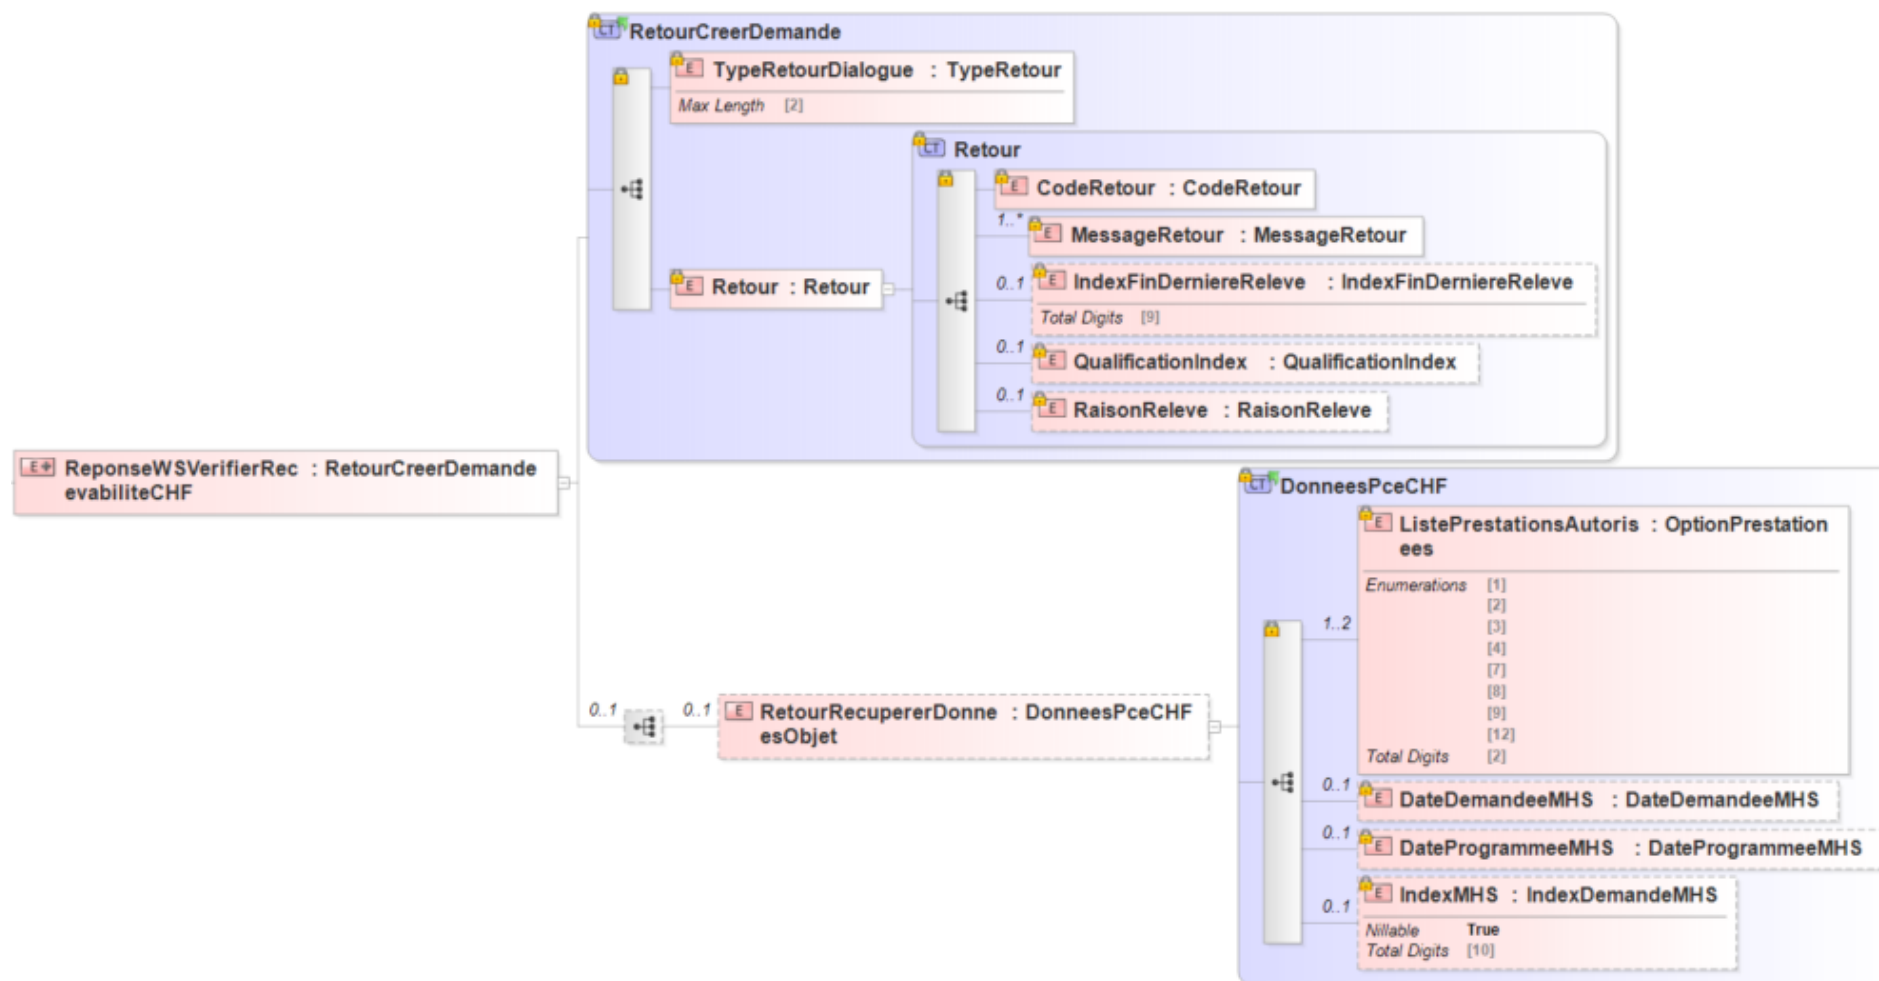 CT RetourCreerDemande
E TypeRetourDialogue : TypeRetour
Max Length [2]
CT Retour
E CodeRetour : CodeRetour
1..*
E MessageRetour : MessageRetour
0..1
E IndexFinDerniereReleve : IndexFinDerniereReleve
Total Digits [9]
E Retour : Retour
0..1
E QualificationIndex : QualificationIndex
0..1
E RaisonReleve : RaisonReleve
E ReponseWSVerifierRec : RetourCreerDemande
evabiliteCHF
CT DonneesPceCHF
E ListePrestationsAutoris : OptionPrestation
ees
Enumerations [1]
[2]
1..2
[3]
[4]
[7]
[8]
[9]
[12]
Total Digits [2]
0..1
0..1
E RetourRecupererDonne : DonneesPceCHF
esObjet
0..1
E DateDemandeeMHS : DateDemandeeMHS
0..1
E DateProgrammeeMHS : DateProgrammeeMHS
0..1
E IndexMHS : IndexDemandeMHS
Nillable True
Total Digits [10]